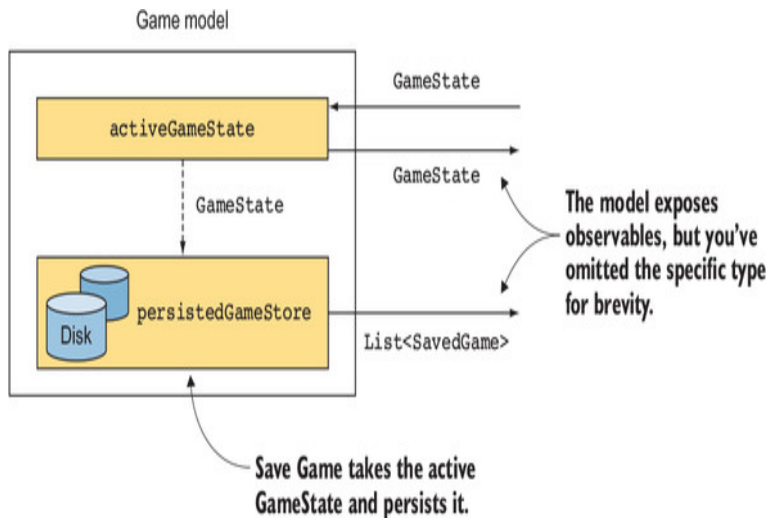 Game model
GameState
activeGameState
GameState
GameState
The model exposes
observables, but you've
omitted the specific type
for brevity.
Disk
persistedGameStore
List<SavedGame>
Save Game takes the active
GameState and persists it.